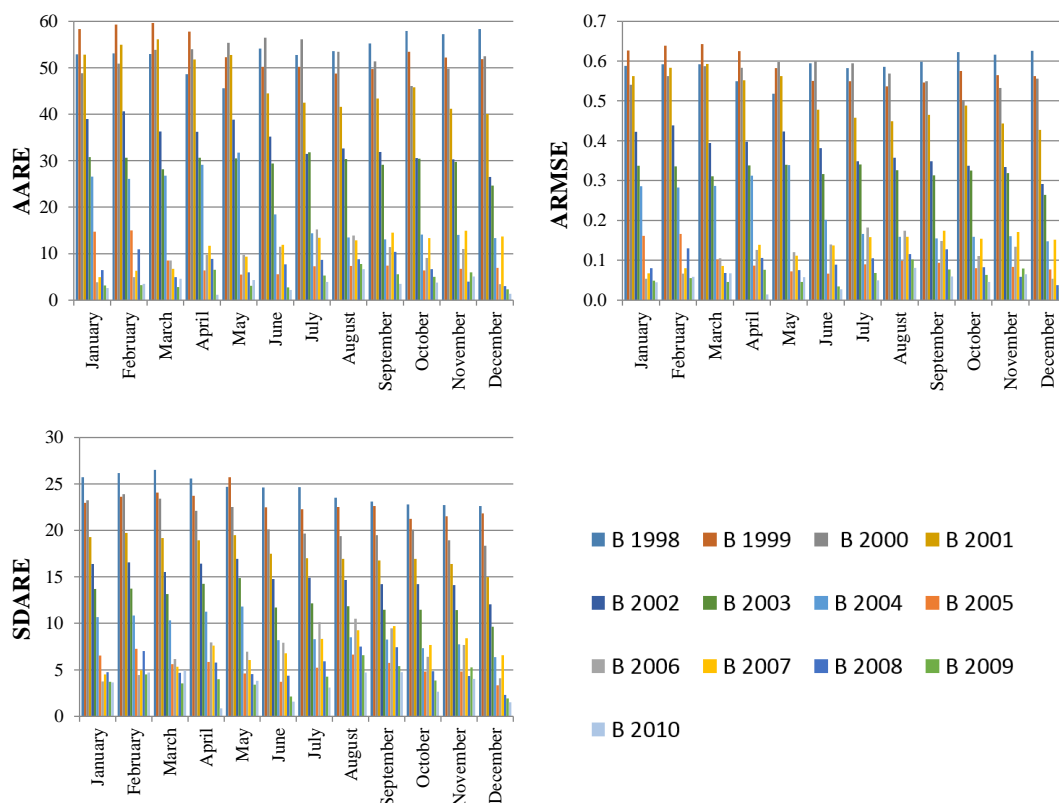 AARE
60
50
40
30
20
10
0
January
February
March
April
May
June
July
August
September
October
November
December
ARMSE
0.7
0.6
0.5
0.4
0.3
0.2
0.1
0.0
January
February
March
April
May
June
July
August
September
October
November
December
SDARE
30
25
20
15
10
5
0
January
February
March
April
May
June
July
August
September
October
November
December
B 1998 B 1999 B 2000 B 2001
B 2002 B 2003 B 2004 B 2005
B 2006 B 2007 B 2008 B 2009
B 2010